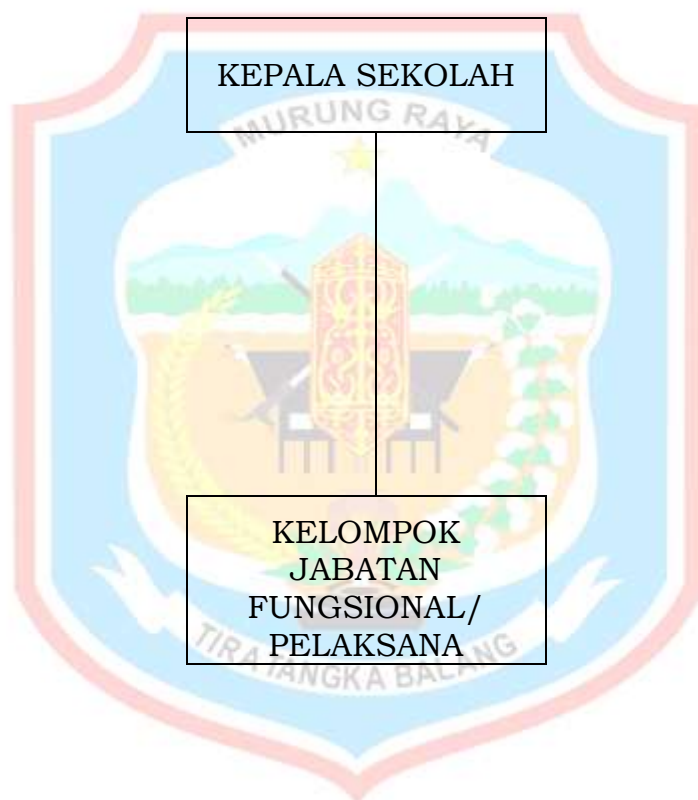 KEPALA SEKOLAH
MURUNG RAYA
KELOMPOK
JABATAN
FUNGSIONAL/
PELAKSANA
TIRA TANGKA BALANG